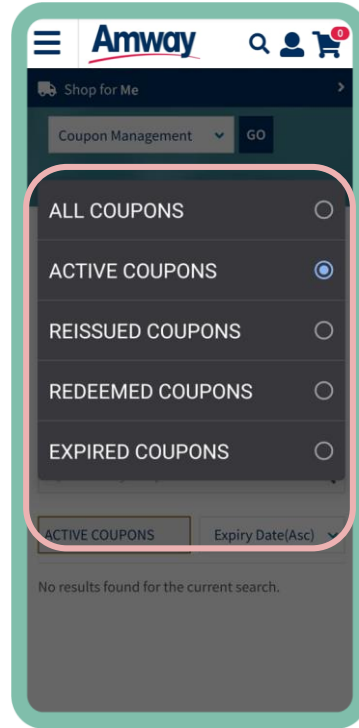 Amway
0
Shop for Me
Coupon Management
GO
ALL COUPONS
ACTIVE COUPONS
REISSUED COUPONS
REDEEMED COUPONS
EXPIRED COUPONS
ACTIVE COUPONS
Expiry Date(Asc)
No results found for the current search.